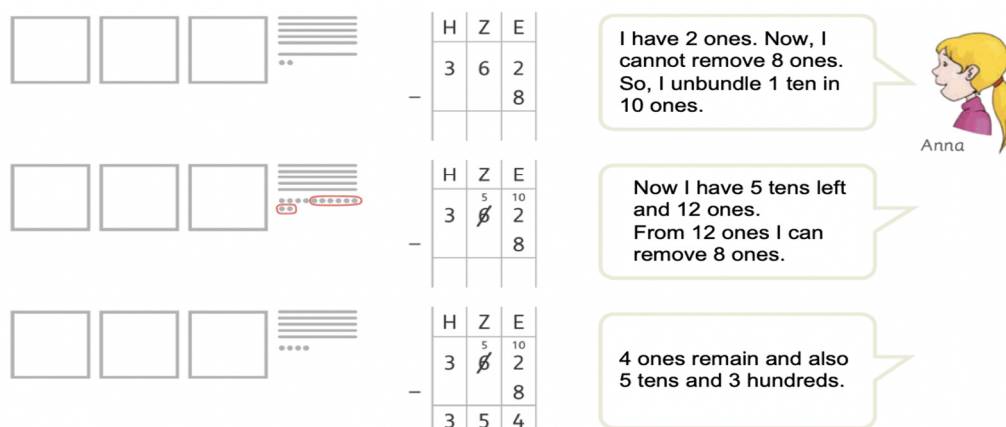 H Z E
3 6 2
– 8
I have 2 ones. Now, I
cannot remove 8 ones.
So, I unbundle 1 ten in
10 ones.
Anna
H Z E
5 10
3 6 2
– 8
Now I have 5 tens left
and 12 ones.
From 12 ones I can
remove 8 ones.
H Z E
5 10
3 6 2
– 8
3 5 4
4 ones remain and also
5 tens and 3 hundreds.